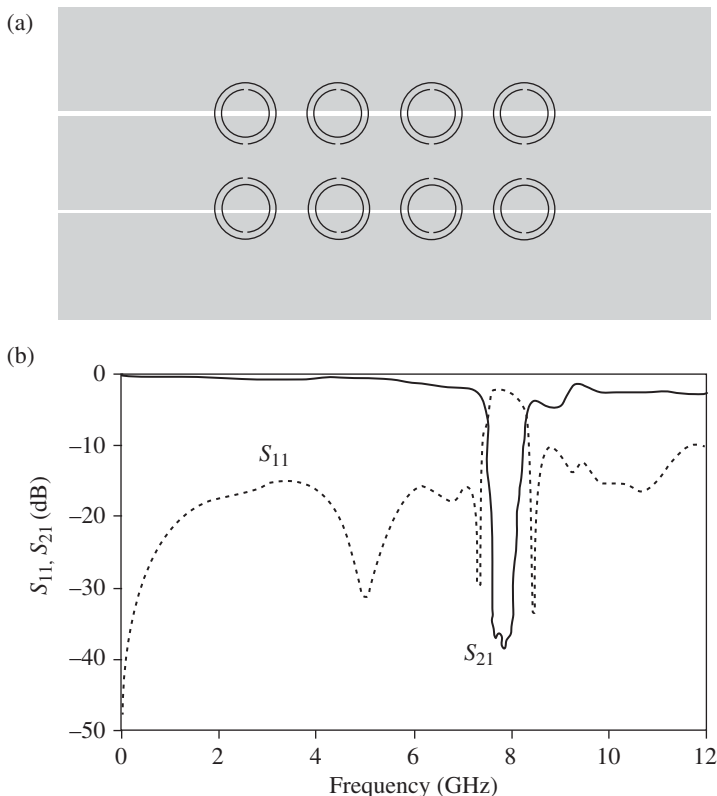 (a)
(b)
0
–10
–20
–30
–40
–50
S11, S21 (dB)
S11
S21
0 2 4 6 8 10 12
Frequency (GHz)